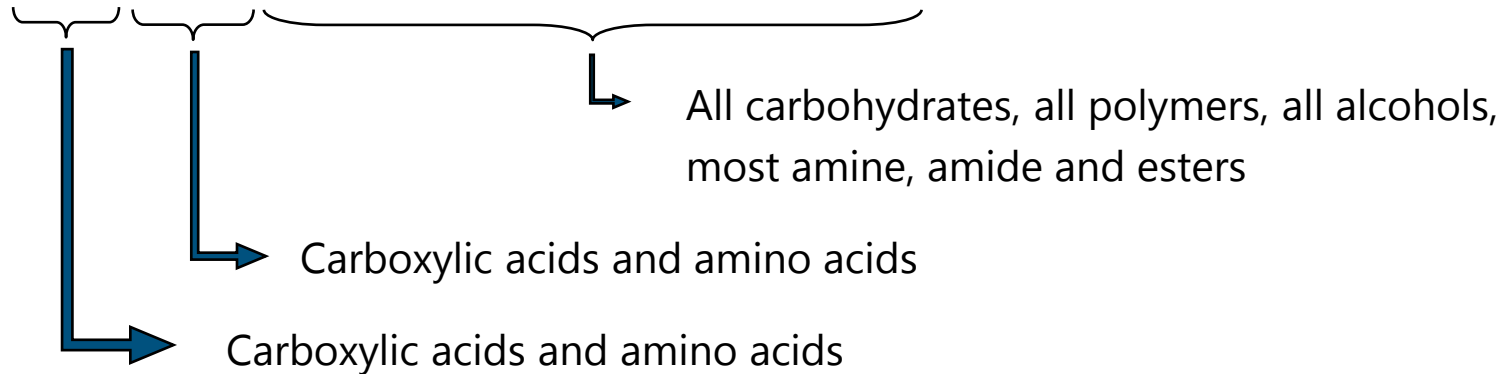 All carbohydrates, all polymers, all alcohols,
most amine, amide and esters
Carboxylic acids and amino acids
Carboxylic acids and amino acids